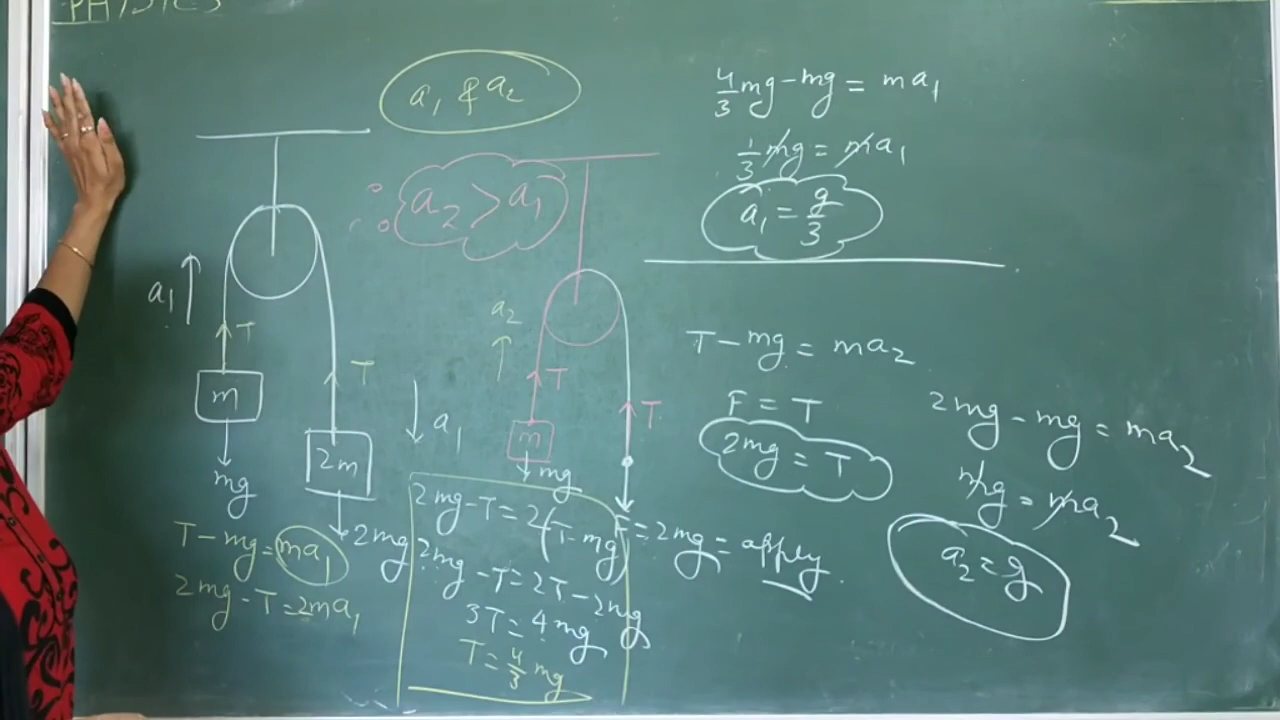 PHYSICS
a₁ & a₂
a₂ > a₁
a₁
T
m
mg
T
2m
2mg
a₁
T - mg = ma₁
2mg - T = 2ma₁
a₂
T
m
mg
T
F = 2mg = apply
2mg - T = 2(T - mg)
2mg - T = 2T - 2mg
3T = 4mg
T = 4/3 mg
4/3 mg - mg = ma₁
1/3 mg = ma₁
a₁ = g/3
T - mg = ma₂
F = T
2mg = T
2mg - mg = ma₂
mg = ma₂
a₂ = g